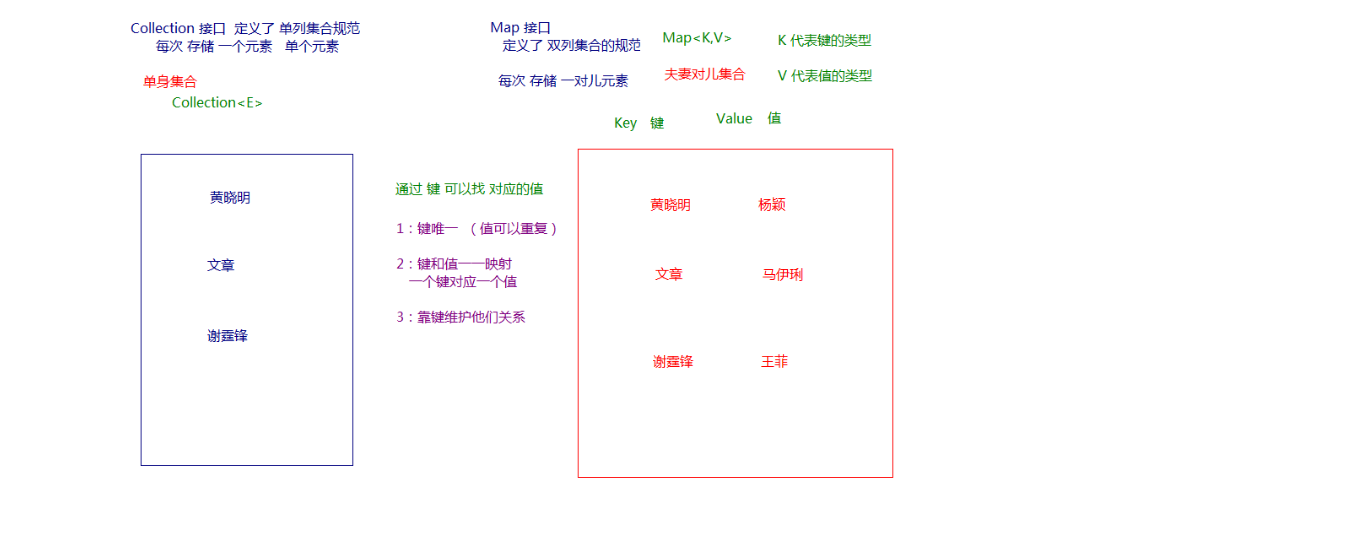 Collection 接口 定义了 单列集合规范
每次 存储 一个元素 单个元素
单身集合
Collection<E>
黄晓明
文章
谢霆锋
通过 键 可以找 对应的值
1：键唯一 （值可以重复）
2：键和值一一映射
一个键对应一个值
3：靠键维护他们关系
Map 接口
定义了 双列集合的规范
每次 存储 一对儿元素
Map<K,V>
夫妻对儿集合
K 代表键的类型
V 代表值的类型
Key 键 Value 值
黄晓明 杨颖
文章 马伊琍
谢霆锋 王菲